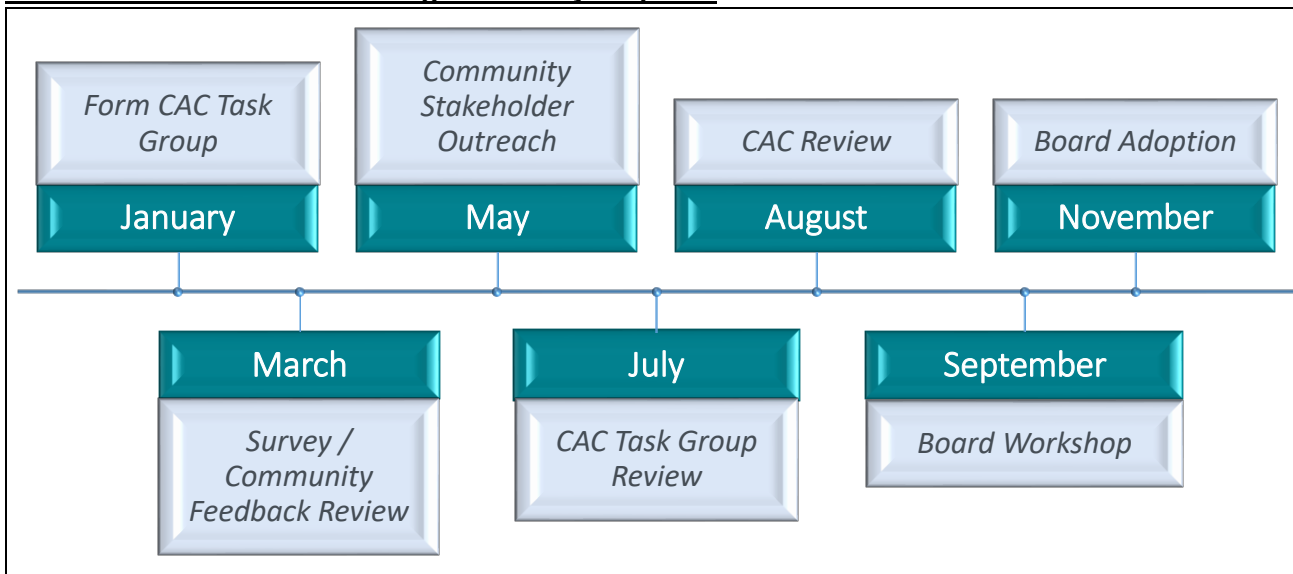 Form CAC Task
Group
January
Community
Stakeholder
Outreach
May
CAC Review
August
Board Adoption
November
March
Survey /
Community
Feedback Review
July
CAC Task Group
Review
September
Board Workshop